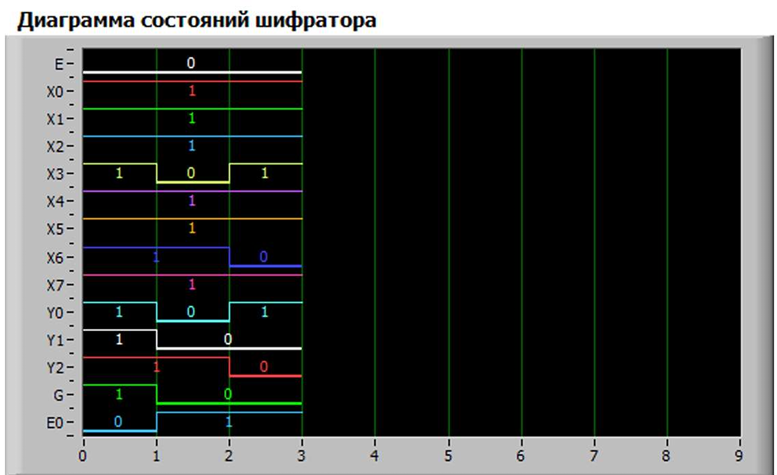 Диаграмма состояний шифратора
E 0
X0 1
X1 1
X2 1
X3 1 0 1
X4 1
X5 1
X6 1 0
X7 1
Y0 1 0 1
Y1 1 0
Y2 1 0
G 1 0
E0 0 1
0 1 2 3 4 5 6 7 8 9